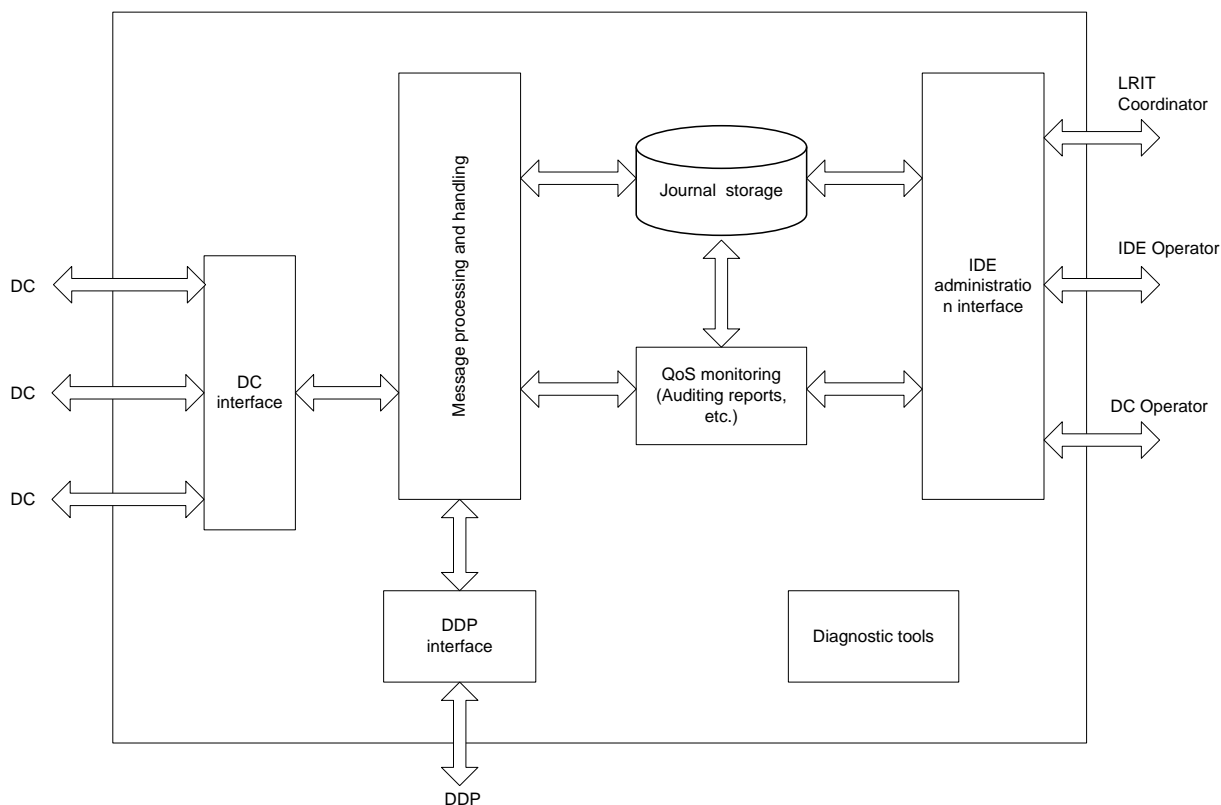 LRIT
Coordinator
Message processing and handling
Journal storage
IDE Operator
IDE
administratio
n interface
DC
DC
interface
DC
QoS monitoring
(Auditing reports,
etc.)
DC Operator
DC
DDP
interface
Diagnostic tools
DDP